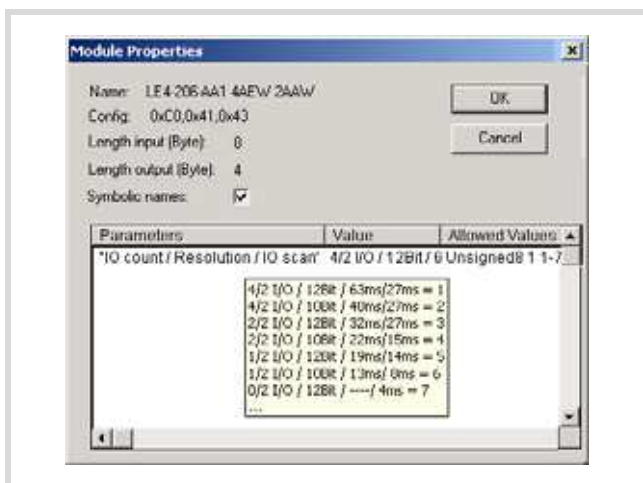 Module Properties
Name: LE4-206-AA1 4AEW 2AAW
Config: 0xC0,0x41,0x43
Length input (Byte): 8
Length output (Byte): 4
Symbolic names:
OK
Cancel
Parameters Value Allowed Values
"IO count / Resolution / IO scan" 4/2 I/O / 12Bit / 6 Unsigned8 1 1-7
4/2 I/O / 12Bit / 63ms/27ms = 1
4/2 I/O / 10Bit / 40ms/27ms = 2
2/2 I/O / 12Bit / 32ms/27ms = 3
2/2 I/O / 10Bit / 22ms/15ms = 4
1/2 I/O / 12Bit / 19ms/14ms = 5
1/2 I/O / 10Bit / 13ms/ 8ms = 6
0/2 I/O / 12Bit / ----/ 4ms = 7
...